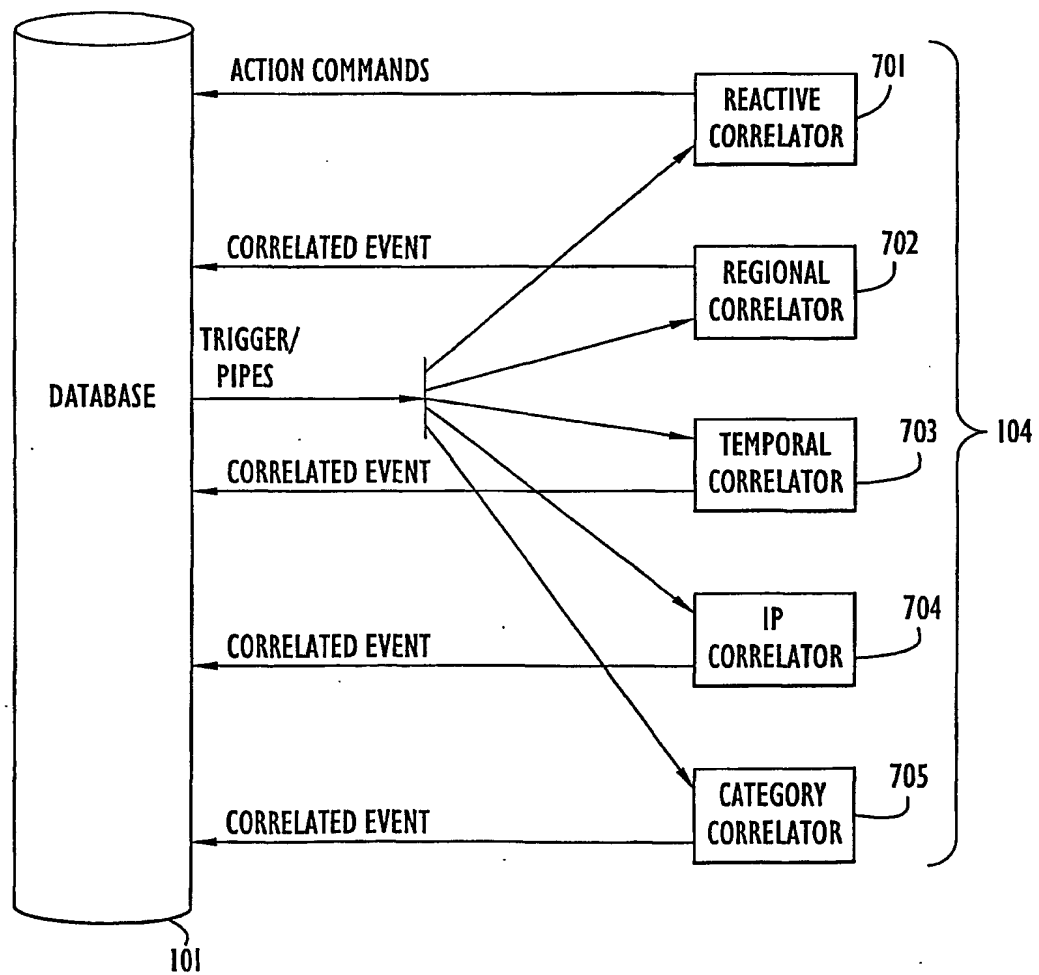 ACTION COMMANDS
701
REACTIVE
CORRELATOR
CORRELATED EVENT
702
REGIONAL
CORRELATOR
TRIGGER/
PIPES
DATABASE
703
TEMPORAL
CORRELATOR
104
CORRELATED EVENT
704
IP
CORRELATOR
CORRELATED EVENT
705
CATEGORY
CORRELATOR
CORRELATED EVENT
101